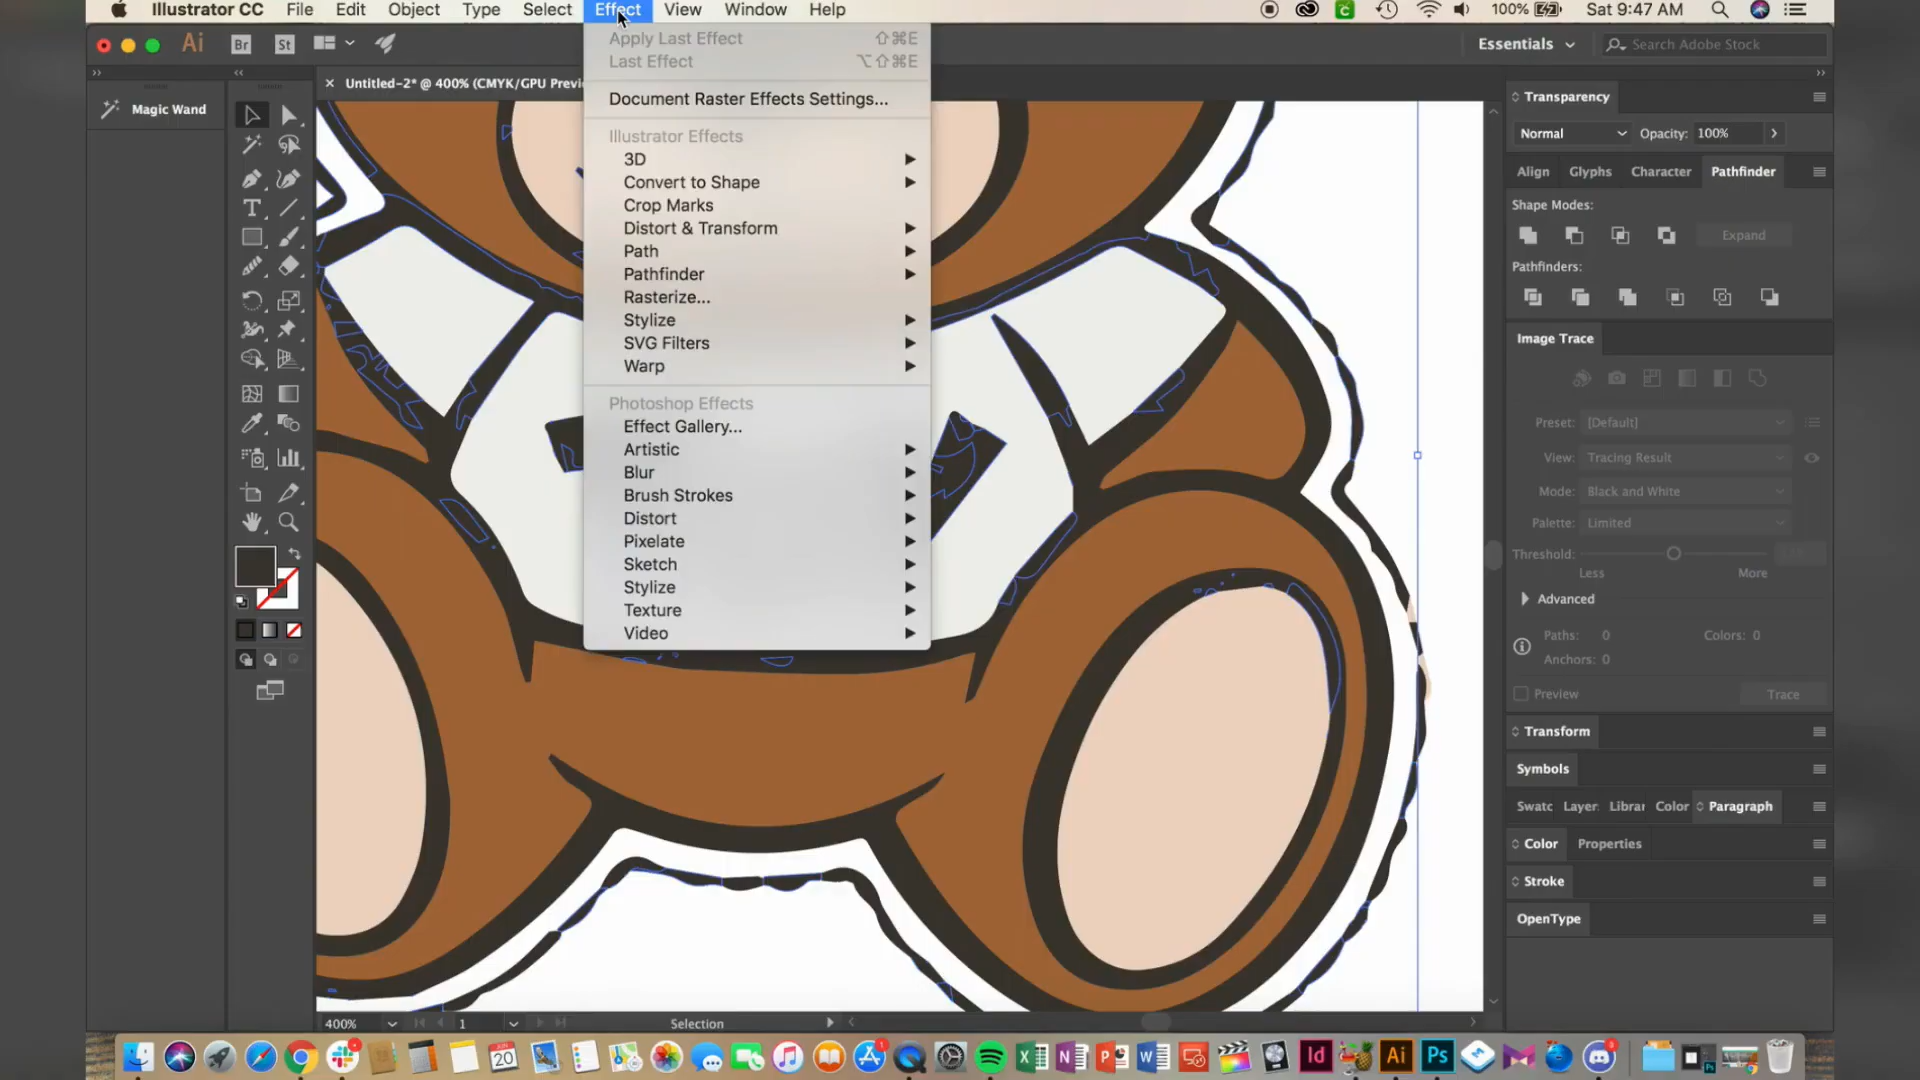 Illustrator CC File Edit Object Type Select Effect View Window Help 100% Sat 9:47 AM
Ai Br St Essentials Search Adobe Stock
Untitled-2* @ 400% (CMYK/GPU Previ
Magic Wand
Apply Last Effect ⇧⌘E
Last Effect ⌥⇧⌘E
Document Raster Effects Settings...
Illustrator Effects
3D
Convert to Shape
Crop Marks
Distort & Transform
Path
Pathfinder
Rasterize...
Stylize
SVG Filters
Warp
Photoshop Effects
Effect Gallery...
Artistic
Blur
Brush Strokes
Distort
Pixelate
Sketch
Stylize
Texture
Video
Transparency
Normal Opacity: 100%
Align Glyphs Character Pathfinder
Shape Modes:
Expand
Pathfinders:
Image Trace
Preset: [Default]
View: Tracing Result
Mode: Black and White
Palette: Limited
Threshold:
Less More
Advanced
Paths: 0 Colors: 0
Anchors: 0
Preview Trace
Transform
Symbols
Swatc Layer: Librar Color Paragraph
Color Properties
Stroke
OpenType
400% 1 Selection
JUN 20 Id Ai Ps